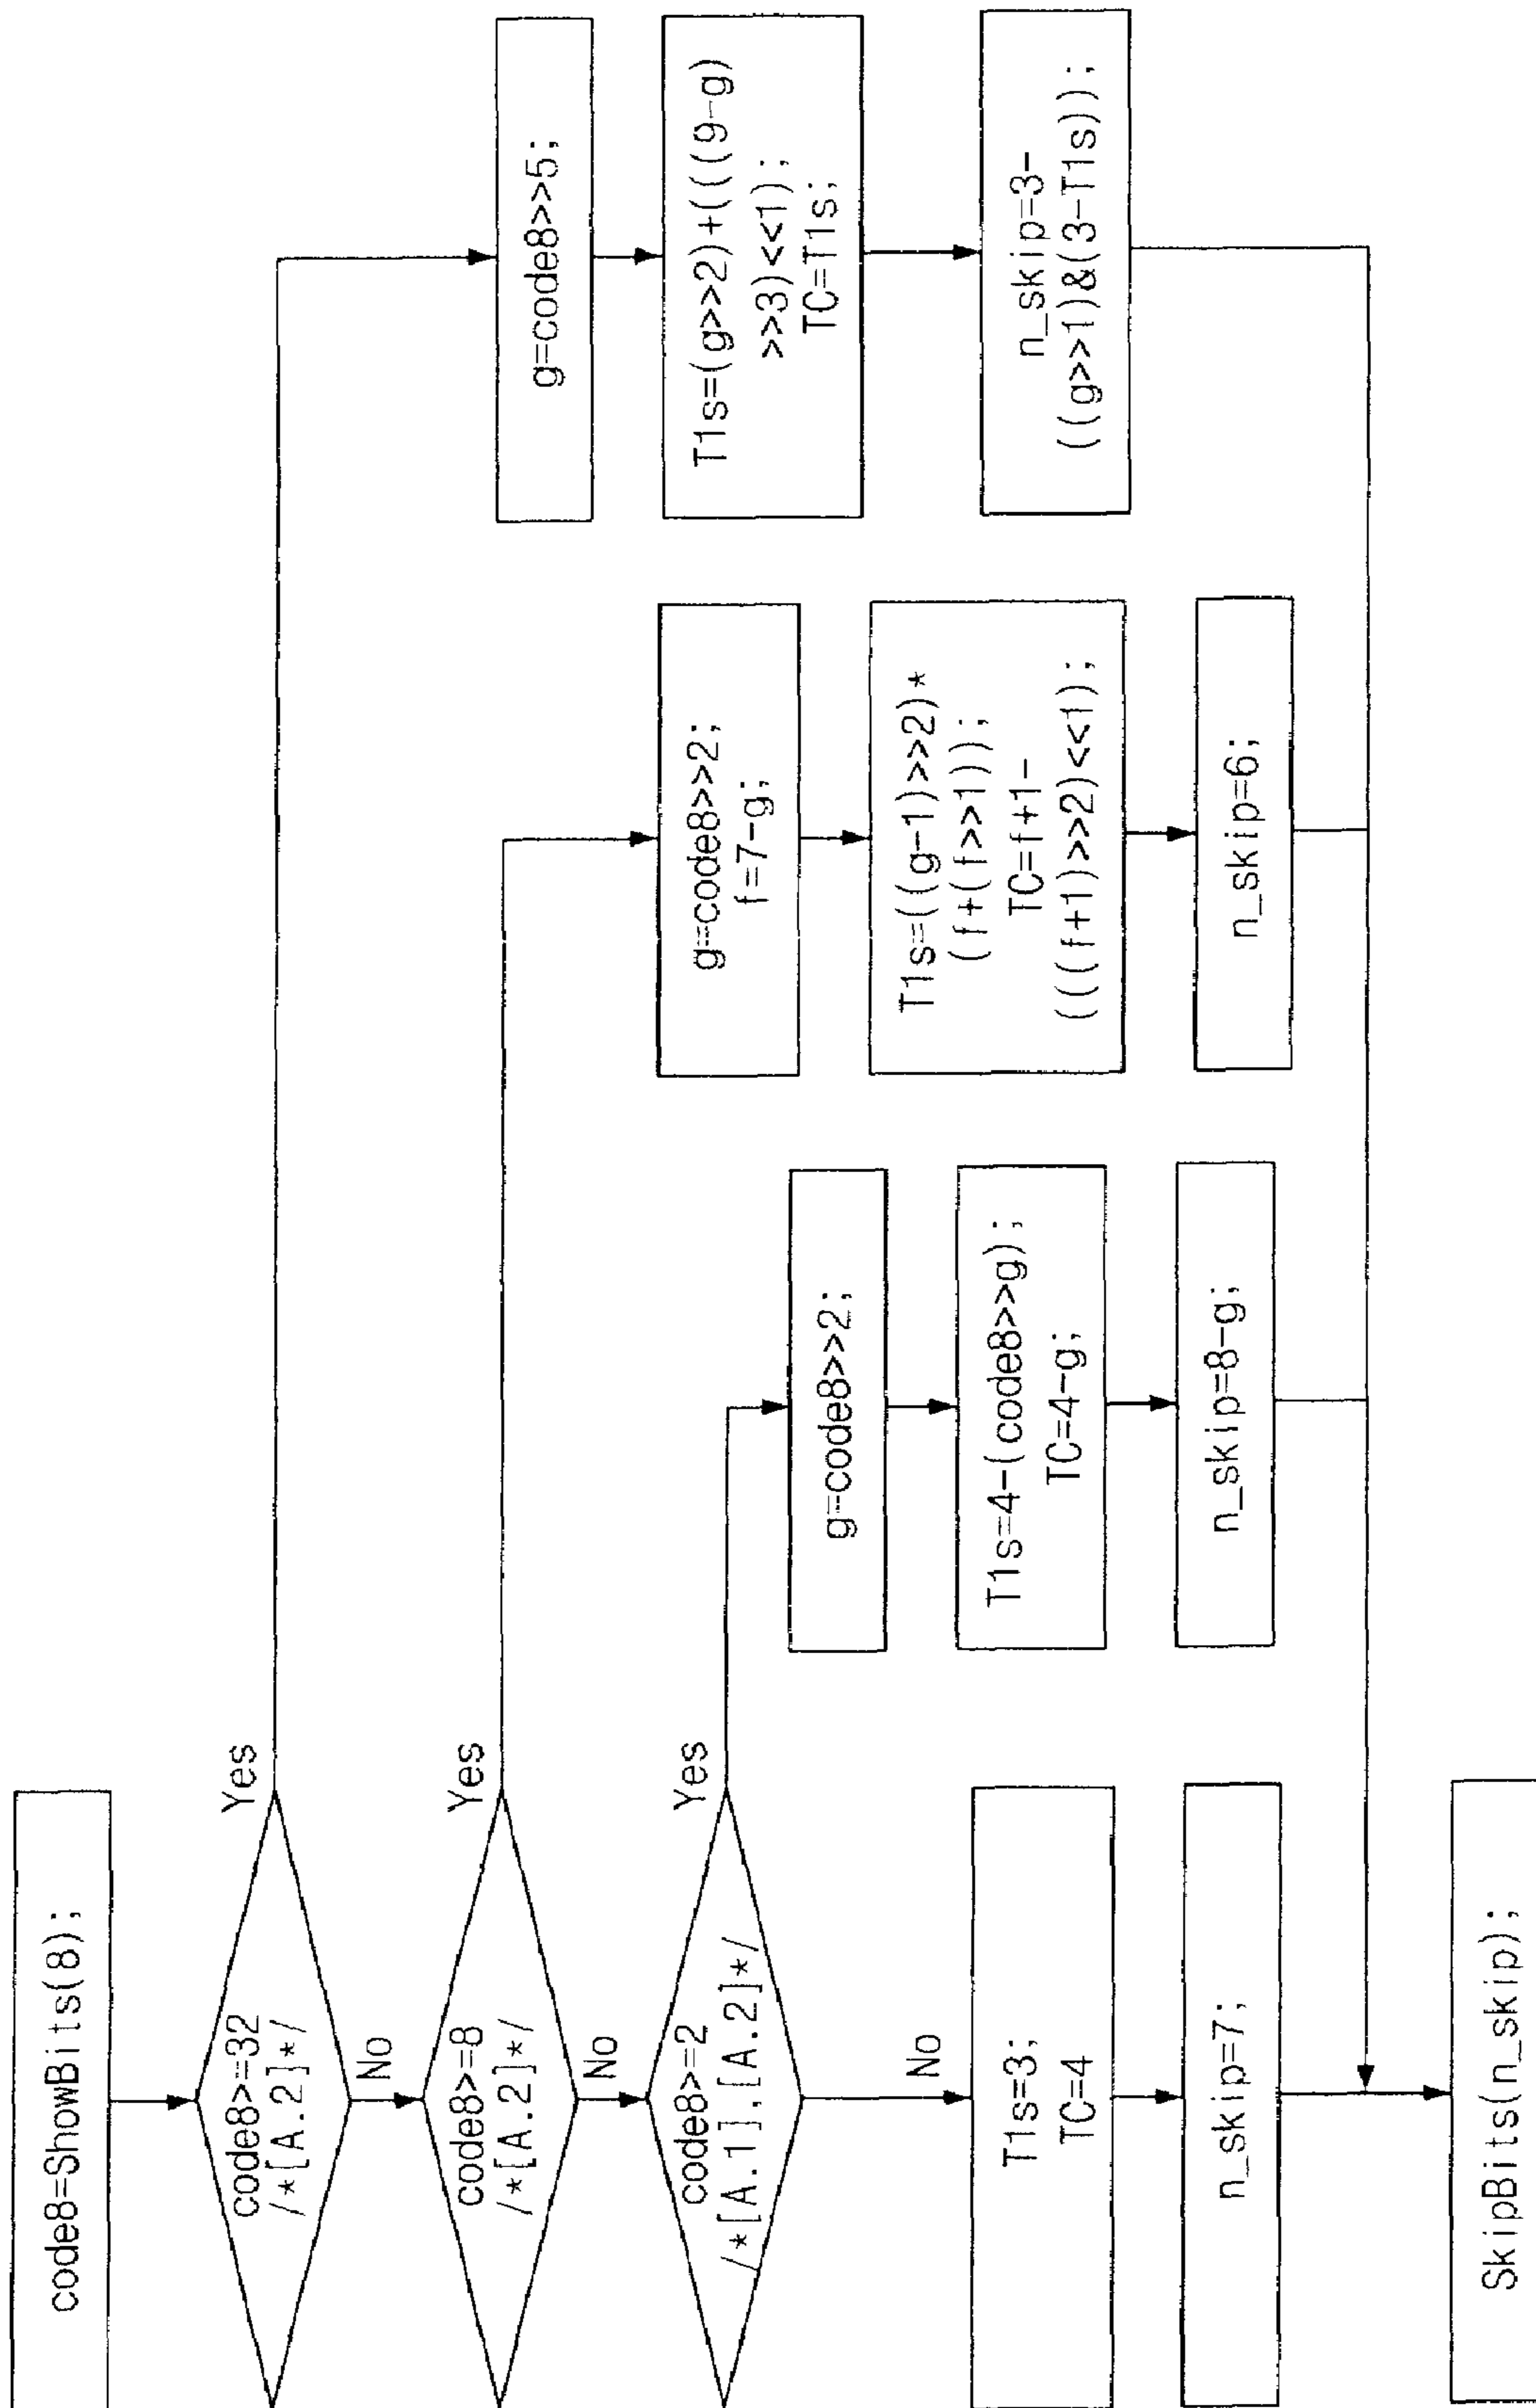 code8=ShowBits(8);
code8>=32
/*[A.2]*/
Yes
No
code8>=8
/*[A.2]*/
Yes
No
code8>=2
/*[A.1],[A.2]*/
Yes
No
T1s=3;
TC=4
n_skip=7;
SkipBits(n_skip);
g=code8>>2;
T1s=4-(code8>>g);
TC=4-g;
n_skip=8-g;
g=code8>>2;
f=7-g;
T1s=((g-1)>>2)*
(f+(f>>1)));
TC=f+1-
(((f+1)>>2)<<1);
n_skip=6;
g=code8>>5;
T1s=(g>>2)+(((9-g)
>>3)<<1);
TC=T1s;
n_skip=3-
((g>>1)&(3-T1s));